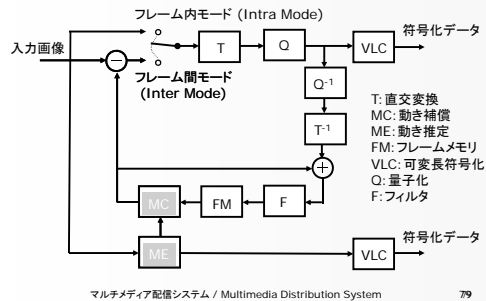 フレーム内モード (Intra Mode)
符号化データ
入力画像
T
Q
VLC
フレーム間モード
(Inter Mode)
Q-1
T-1
T: 直交変換
MC: 動き補償
ME: 動き推定
FM: フレームメモリ
VLC: 可変長符号化
Q: 量子化
F: フィルタ
MC
FM
F
符号化データ
ME
VLC
マルチメディア配信システム / Multimedia Distribution System
79